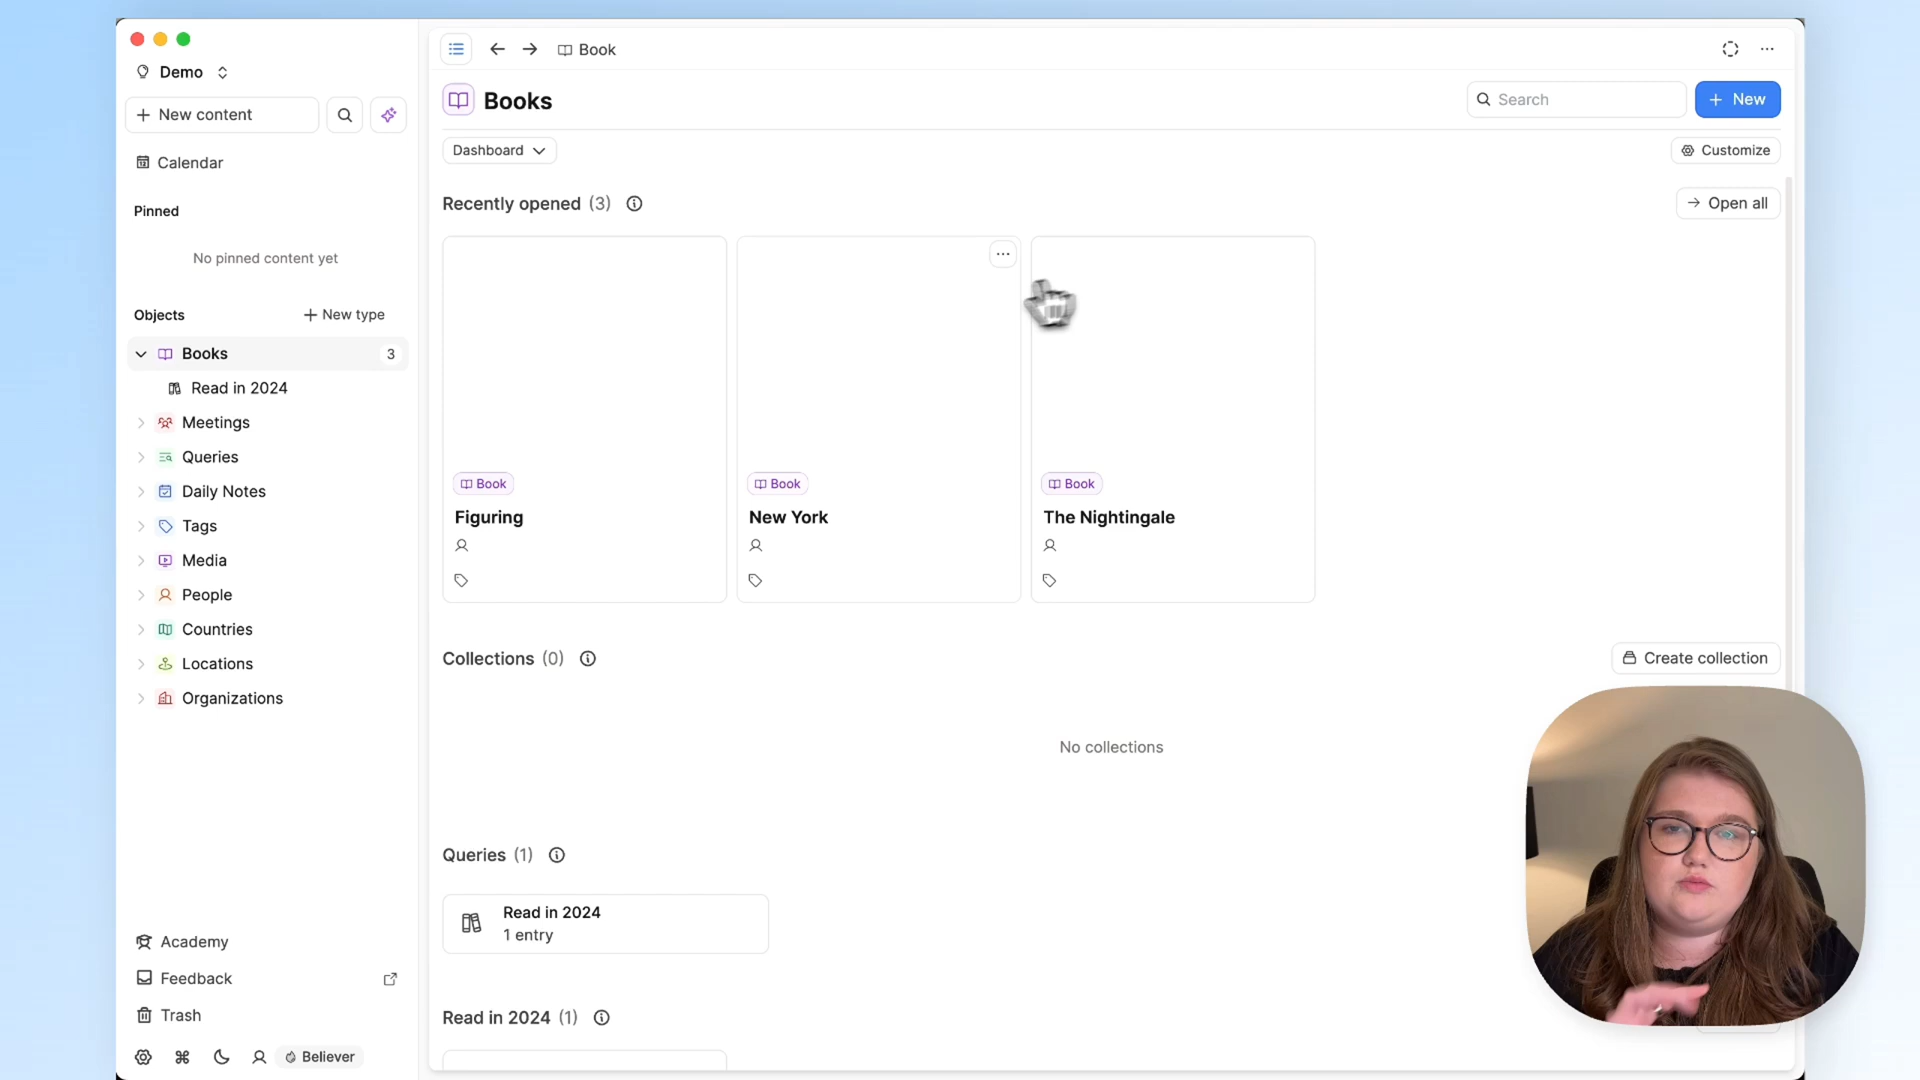 Demo
New content
Calendar
Pinned
No pinned content yet
Objects
New type
Books
3
Read in 2024
Meetings
Queries
Daily Notes
Tags
Media
People
Countries
Locations
Organizations
Academy
Feedback
Trash
Believer
Book
Books
Search
New
Dashboard
Customize
Recently opened (3)
Open all
Book
Figuring
Book
New York
Book
The Nightingale
Collections (0)
Create collection
No collections
Queries (1)
Read in 2024
1 entry
Read in 2024 (1)